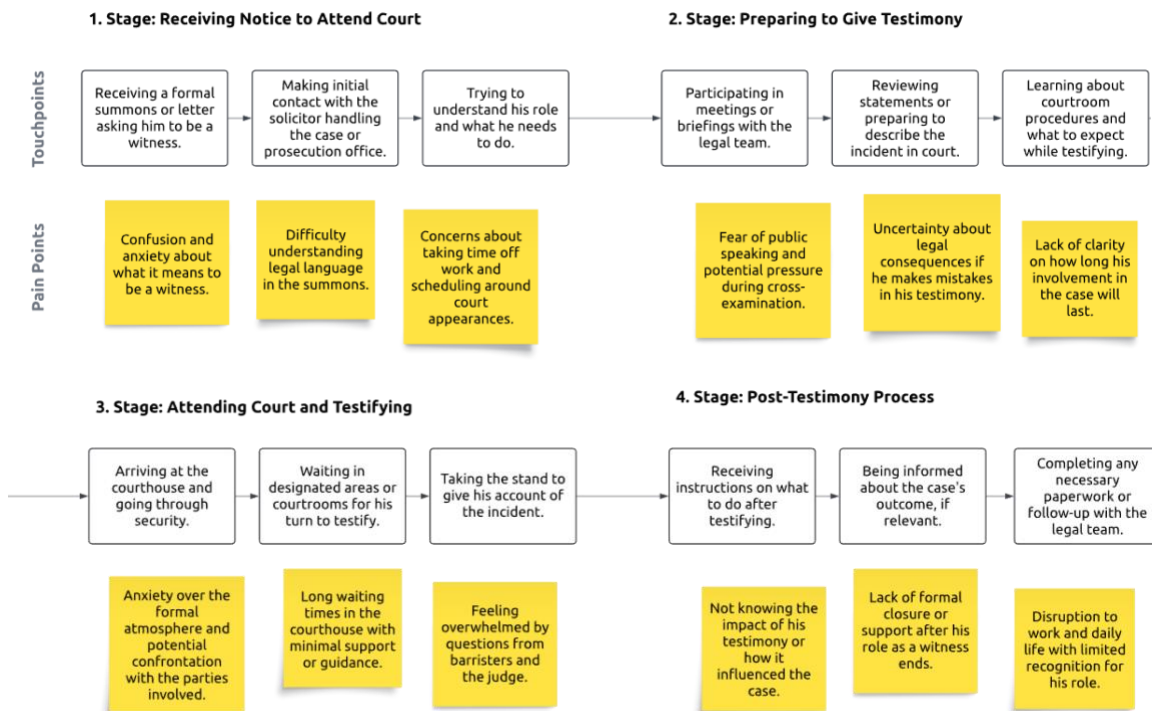 1. Stage: Receiving Notice to Attend Court
Touchpoints
Receiving a formal
summons or letter
asking him to be a
witness.
Making initial
contact with the
solicitor handling
the case or
prosecution office.
Trying to
understand his role
and what he needs
to do.
Pain Points
Confusion and
anxiety about
what it means to
be a witness.
Difficulty
understanding
legal language
in the summons.
Concerns about
taking time off
work and
scheduling around
court
appearances.
2. Stage: Preparing to Give Testimony
Participating in
meetings or
briefings with the
legal team.
Reviewing
statements or
preparing to
describe the
incident in court.
Learning about
courtroom
procedures and
what to expect
while testifying.
Fear of public
speaking and
potential pressure
during cross-
examination.
Uncertainty about
legal
consequences if
he makes mistakes
in his testimony.
Lack of clarity
on how long his
involvement in
the case will
last.
3. Stage: Attending Court and Testifying
Arriving at the
courthouse and
going through
security.
Waiting in
designated areas or
courtrooms for his
turn to testify.
Taking the stand to
give his account of
the incident.
Anxiety over the
formal
atmosphere and
potential
confrontation
with the parties
involved.
Long waiting
times in the
courthouse with
minimal support
or guidance.
Feeling
overwhelmed by
questions from
barristers and
the judge.
4. Stage: Post-Testimony Process
Receiving
instructions on what
to do after
testifying.
Being informed
about the case's
outcome, if
relevant.
Completing any
necessary
paperwork or
follow-up with the
legal team.
Not knowing the
impact of his
testimony or
how it
influenced the
case.
Lack of formal
closure or
support after his
role as a witness
ends.
Disruption to
work and daily
life with limited
recognition for
his role.